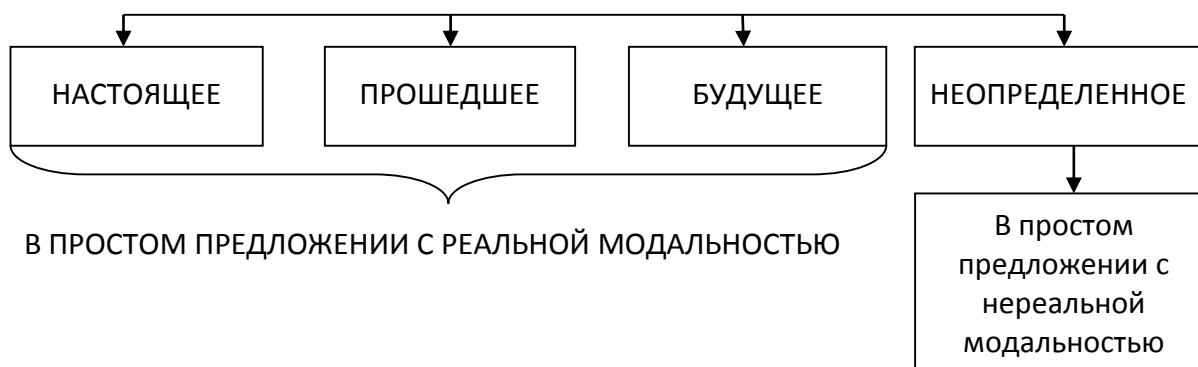 НАСТОЯЩЕЕ
ПРОШЕДШЕЕ
БУДУЩЕЕ
НЕОПРЕДЕЛЕННОЕ
В ПРОСТОМ ПРЕДЛОЖЕНИИ С РЕАЛЬНОЙ МОДАЛЬНОСТЬЮ
В простом
предложении с
нереальной
модальностью